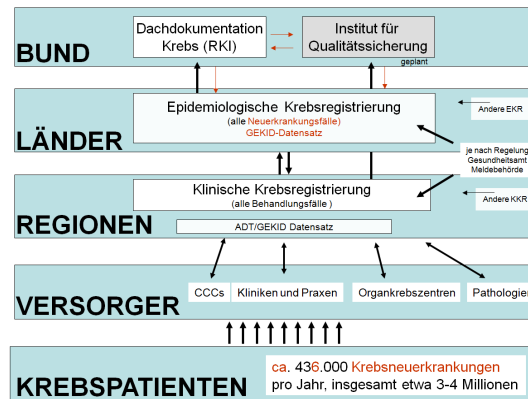 Dachdokumentation
Krebs (RKI)
Institut für
Qualitätssicherung
geplant
BUND
Epidemiologische Krebsregistrierung
(alle Neuerkrankungsfälle)
GEKID-Datensatz
Andere EKR
LÄNDER
je nach Regelung
Gesundheitsamt
Meldebehörde
Klinische Krebsregistrierung
(alle Behandlungsfälle )
Andere KKR
REGIONEN
ADT/GEKID Datensatz
CCCs
Kliniken und Praxen
Organkrebszentren
Pathologien
VERSORGER
ca. 436.000 Krebsneuerkrankungen
pro Jahr, insgesamt etwa 3-4 Millionen
KREBSPATIENTEN